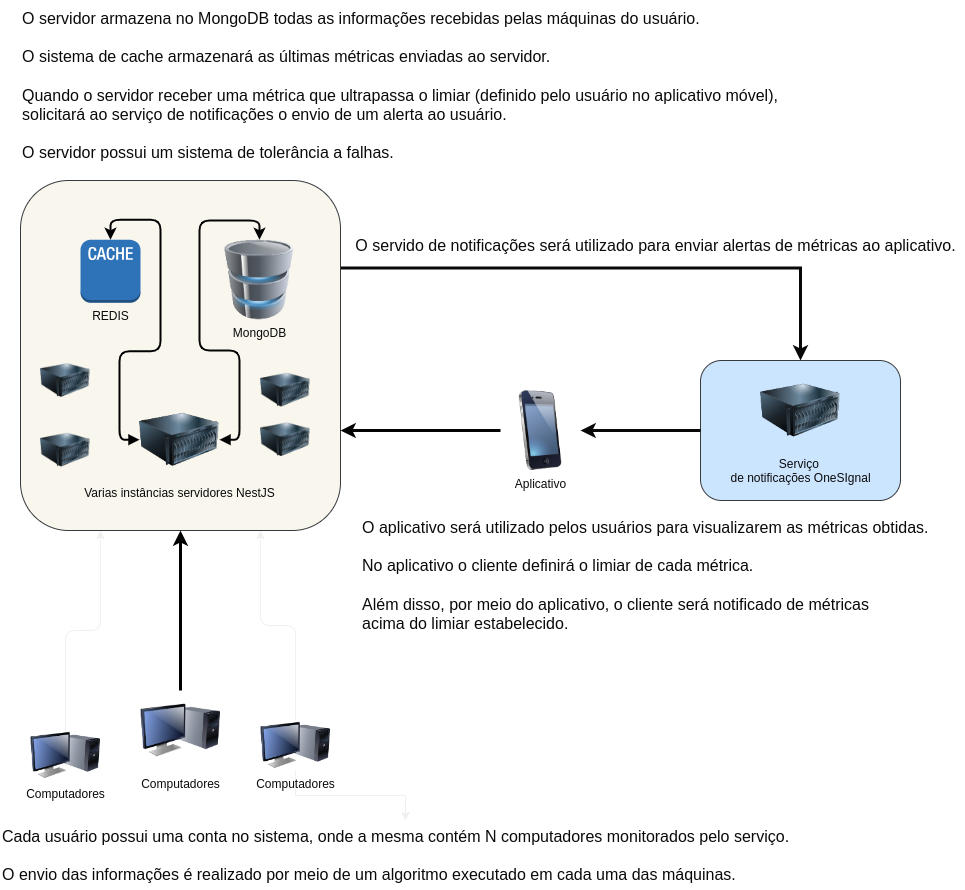 O servidor armazena no MongoDB todas as informações recebidas pelas máquinas do usuário.
O sistema de cache armazenará as últimas métricas enviadas ao servidor.
Quando o servidor receber uma métrica que ultrapassa o limiar (definido pelo usuário no aplicativo móvel),
solicitará ao serviço de notificações o envio de um alerta ao usuário.
O servidor possui um sistema de tolerância a falhas.
O servido de notificações será utilizado para enviar alertas de métricas ao aplicativo.
CACHE
REDIS
MongoDB
Varias instâncias servidores NestJS
Aplicativo
Serviço
de notificações OneSIgnal
O aplicativo será utilizado pelos usuários para visualizarem as métricas obtidas.
No aplicativo o cliente definirá o limiar de cada métrica.
Além disso, por meio do aplicativo, o cliente será notificado de métricas
acima do limiar estabelecido.
Computadores
Computadores
Computadores
Cada usuário possui uma conta no sistema, onde a mesma contém N computadores monitorados pelo serviço.
O envio das informações é realizado por meio de um algoritmo executado em cada uma das máquinas.